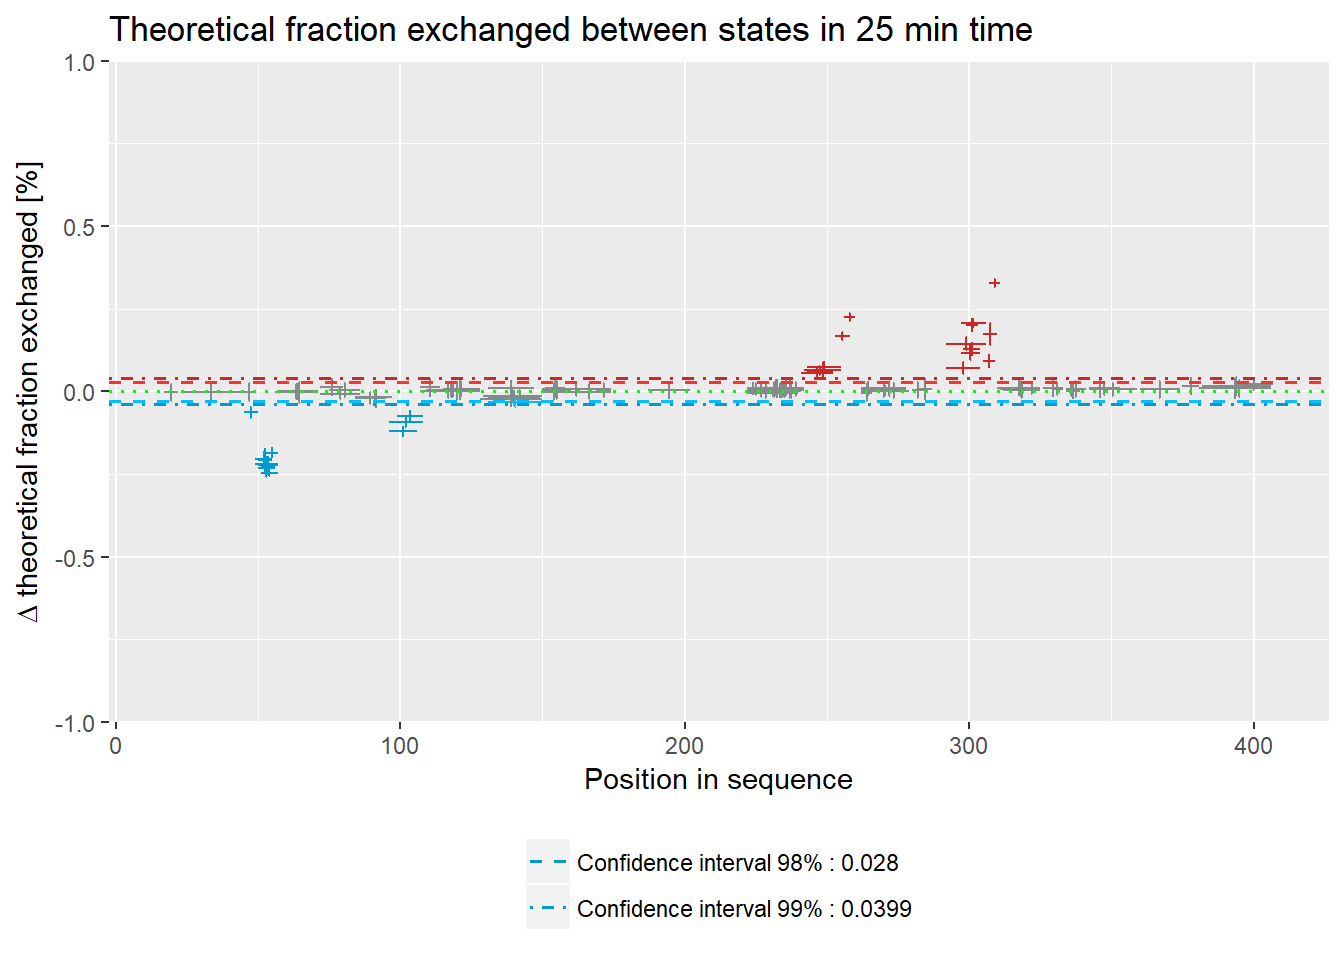 Theoretical fraction exchanged between states in 25 min time
Δ theoretical fraction exchanged [%]
1.0
0.5
0.0
-0.5
-1.0
0 100 200 300 400
Position in sequence
Confidence interval 98% : 0.028
Confidence interval 99% : 0.0399